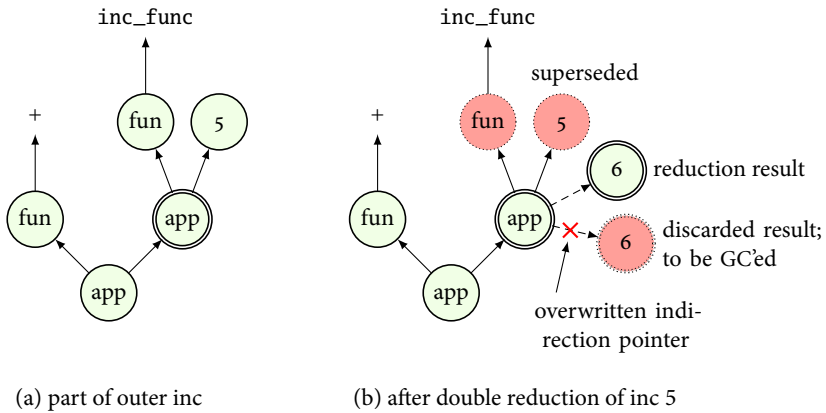 inc_func
+
fun
5
fun
app
app
(a) part of outer inc
inc_func
superseded
+
fun
5
6
reduction result
fun
app
6
discarded result;
to be GC’ed
app
overwritten indi-
rection pointer
(b) after double reduction of inc 5